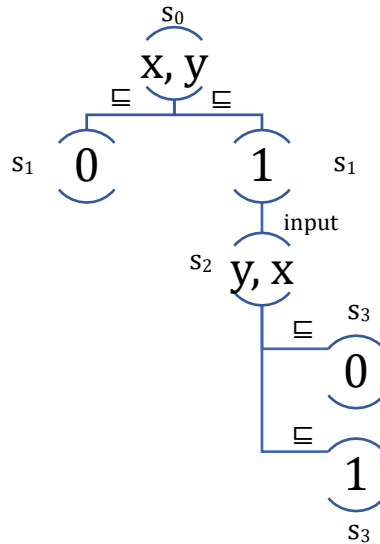 s₀
x, y
⊑ ⊑
s₁ 0 1 s₁
input
s₂ y, x
s₃
⊑
0
⊑
1
s₃